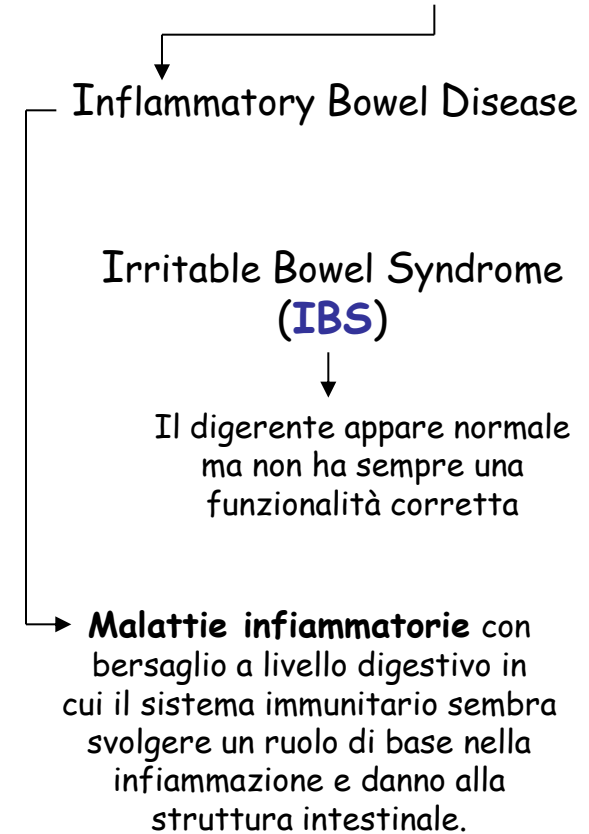 Inflammatory Bowel Disease
Irritable Bowel Syndrome
(IBS)
Il digerente appare normale
ma non ha sempre una
funzionalità corretta
Malattie infiammatorie con
bersaglio a livello digestivo in
cui il sistema immunitario sembra
svolgere un ruolo di base nella
infiammazione e danno alla
struttura intestinale.